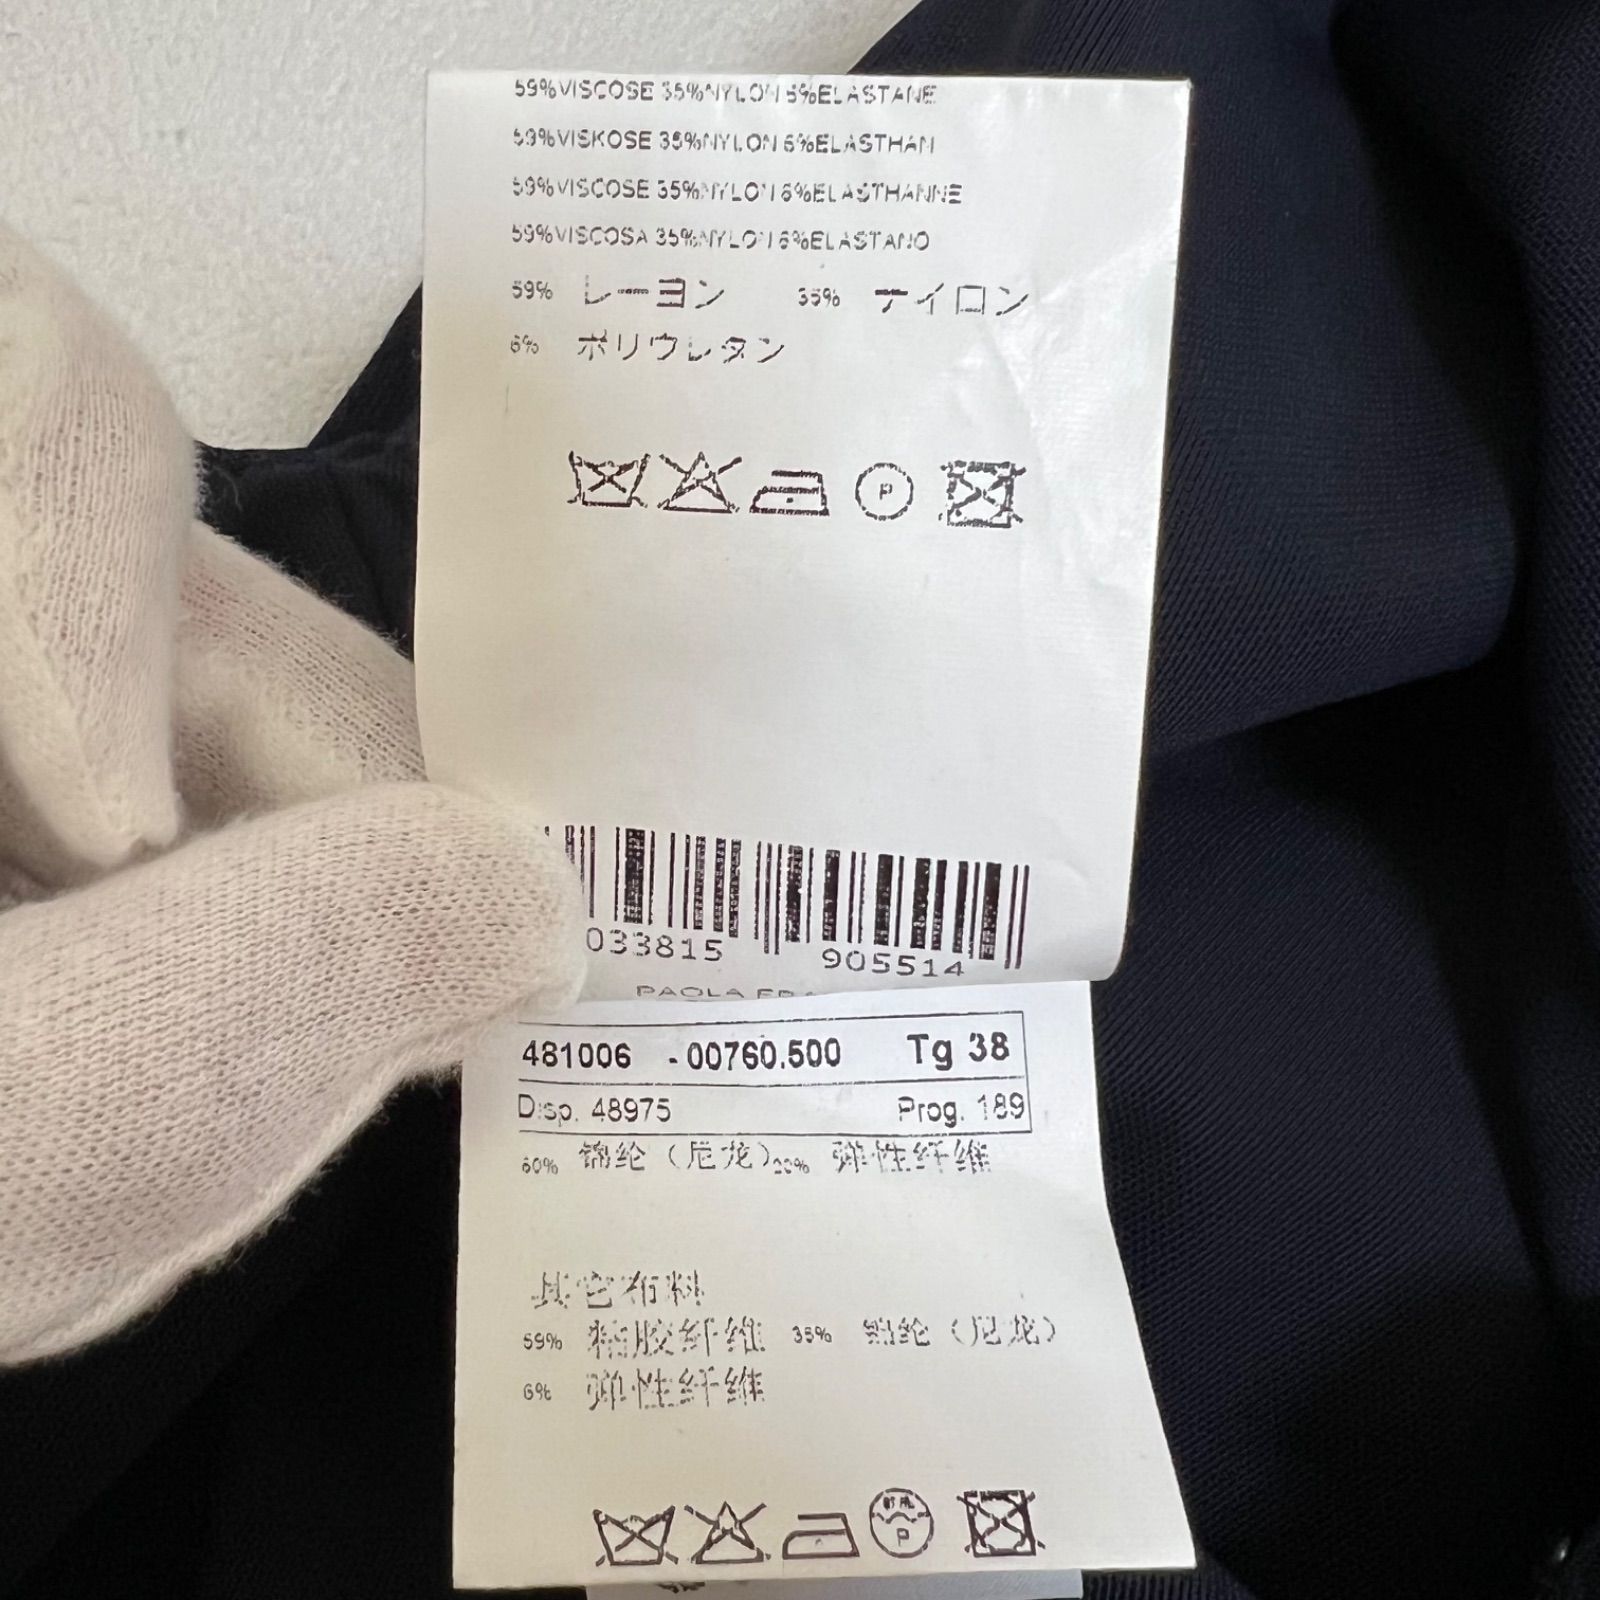 59%VISCOSE 35%NYLON 6%ELASTANE
59%VISKOSE 35%NYLON 6%ELASTHAN
59%VISCOSE 35%NYLON 6%ELASTHANNE
59%VISCOSA 35%NYLON 6%ELASTANO
59% レーヨン 35% ナイロン
6% ポリウレタン
P
033815 905514
PAOLA FRA
481006 -00760.500 Tg 38
Disp. 48975 Prog. 189
60% 锦纶（尼龙） 弹性纤维
其它布料
59% 粘胶纤维 35% 锦纶（尼龙）
6% 弹性纤维
P